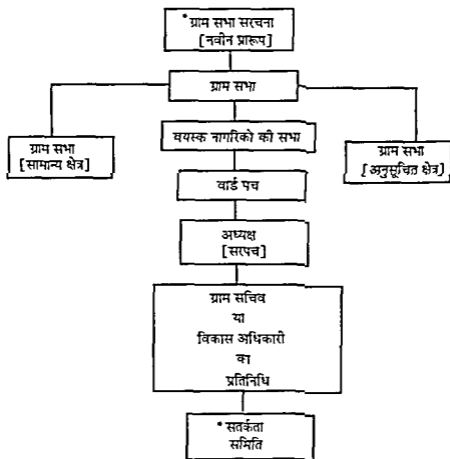 * ग्राम सभा सरचना
[नवीन प्रारूप]
ग्राम सभा
ग्राम सभा
[सामान्य क्षेत्र]
वयस्क नागरिको की सभा
ग्राम सभा
[अनुसूचित क्षेत्र)
वार्ड पच
अध्यक्ष
[सरपच]
ग्राम सचिव
या
विकास अधिकारी
का
प्रतिनिधि
* सतर्कता
समिति